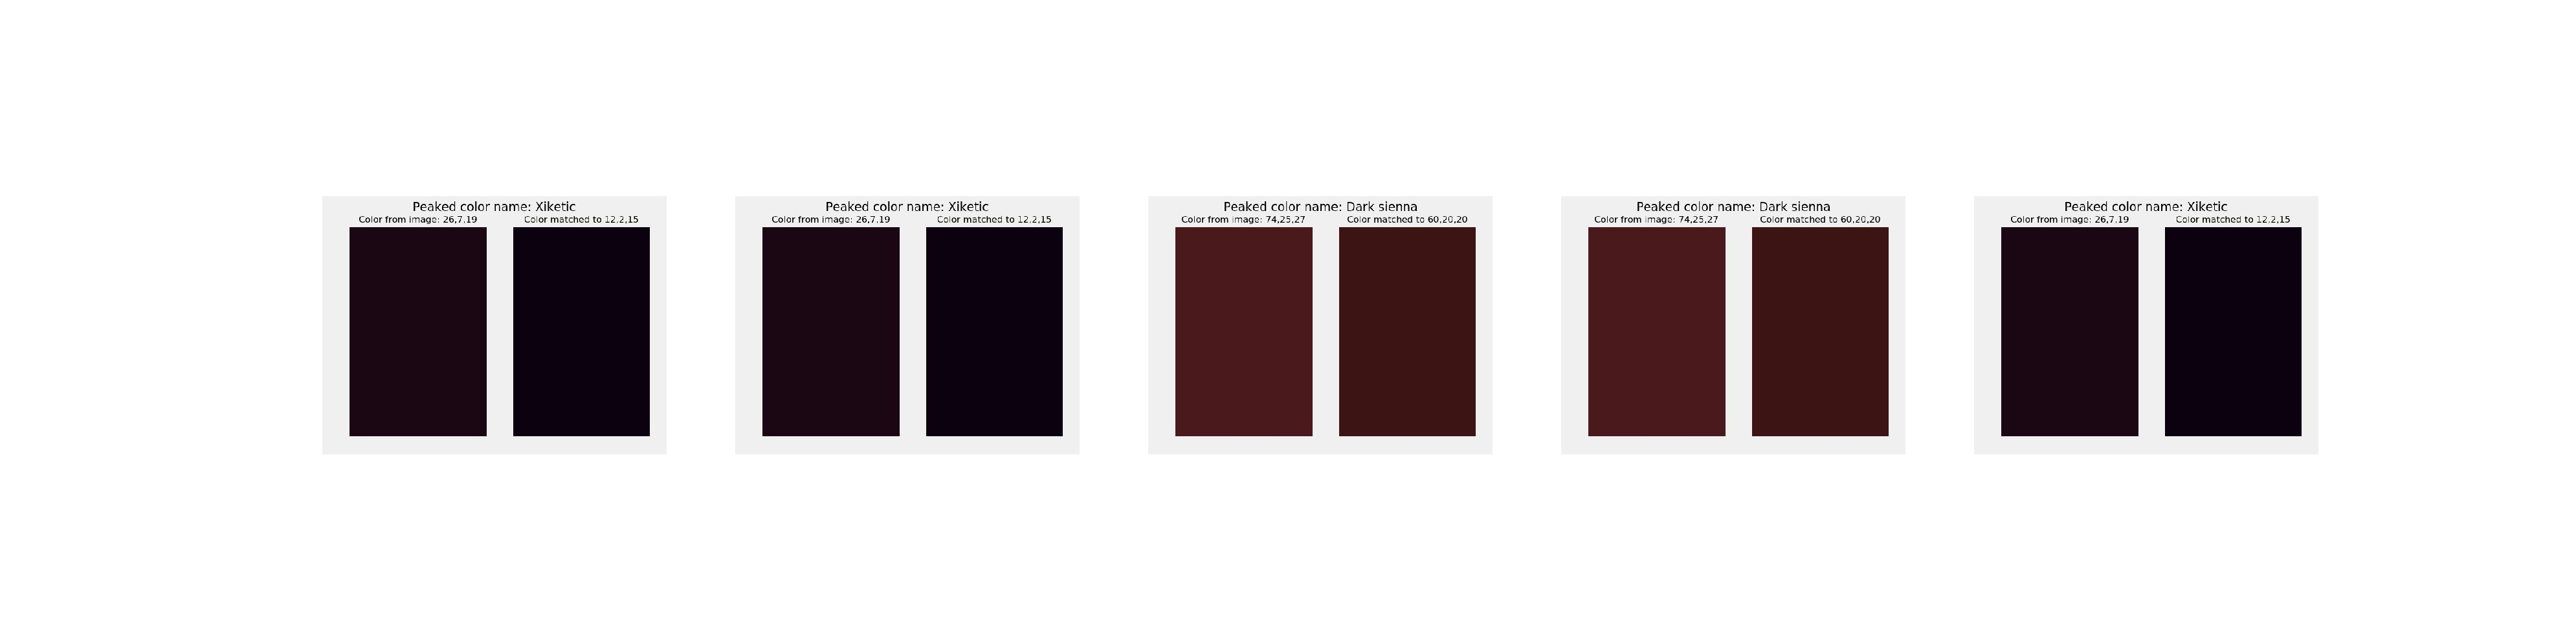 Peaked color name: Xiketic
Color from image: 26,7,19
Color matched to 12,2,15
Peaked color name: Xiketic
Color from image: 26,7,19
Color matched to 12,2,15
Peaked color name: Dark sienna
Color from image: 74,25,27
Color matched to 60,20,20
Peaked color name: Dark sienna
Color from image: 74,25,27
Color matched to 60,20,20
Peaked color name: Xiketic
Color from image: 26,7,19
Color matched to 12,2,15